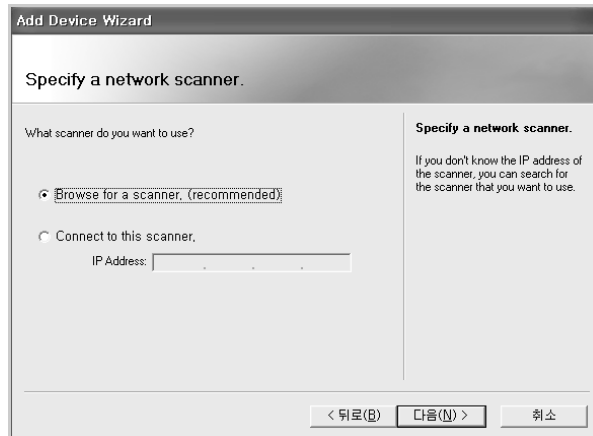 Add Device Wizard
Specify a network scanner.
What scanner do you want to use?
Browse for a scanner, (recommended)
Connect to this scanner,
IP Address: . . .
Specify a network scanner.
If you don't know the IP address of
the scanner, you can search for
the scanner that you want to use.
< 뒤로(B)
다음(N) >
취소